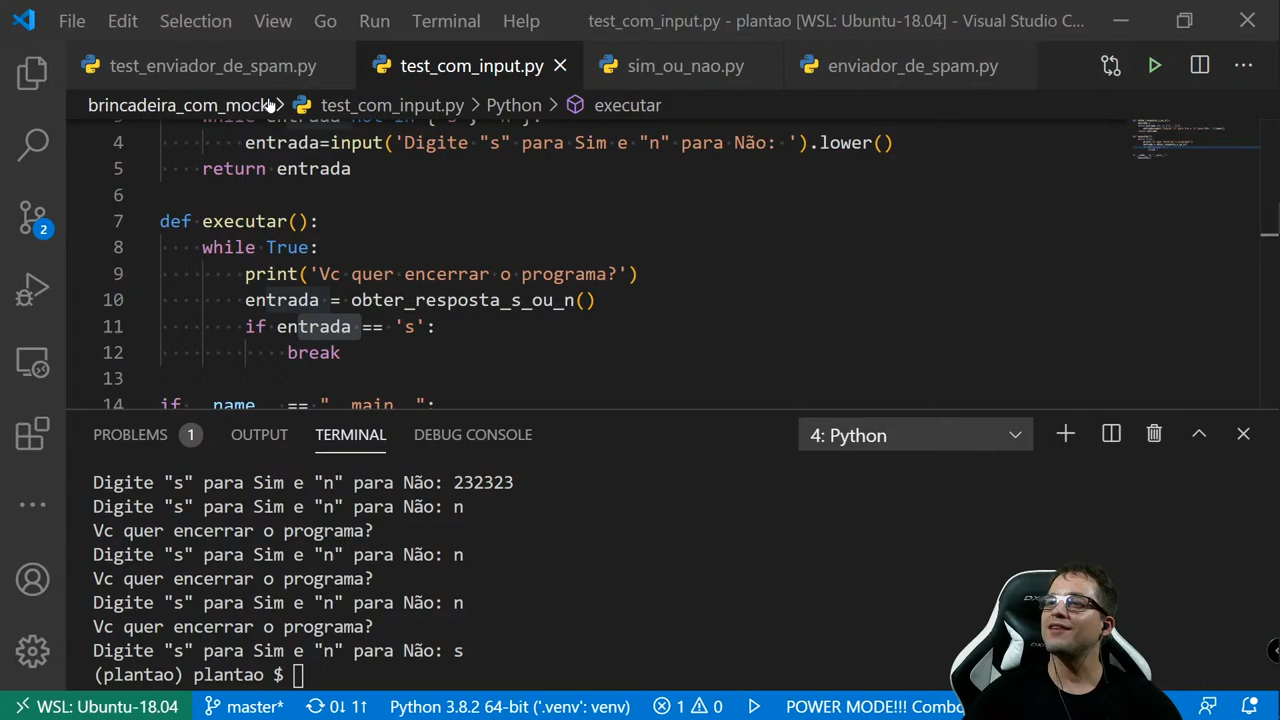 File Edit Selection View Go Run Terminal Help test_com_input.py - plantao [WSL: Ubuntu-18.04] - Visual Studio C...
test_enviador_de_spam.py test_com_input.py sim_ou_nao.py enviador_de_spam.py
brincadeira_com_mock > test_com_input.py > Python > executar
4 entrada=input('Digite "s" para Sim e "n" para Não: ').lower()
5 return entrada
6
7 def executar():
8 while True:
9 print('Vc quer encerrar o programa?')
10 entrada = obter_resposta_s_ou_n()
11 if entrada == 's':
12 break
13
14 if __name__ == "__main__":
PROBLEMS 1 OUTPUT TERMINAL DEBUG CONSOLE 4: Python
Digite "s" para Sim e "n" para Não: 232323
Digite "s" para Sim e "n" para Não: n
Vc quer encerrar o programa?
Digite "s" para Sim e "n" para Não: n
Vc quer encerrar o programa?
Digite "s" para Sim e "n" para Não: n
Vc quer encerrar o programa?
Digite "s" para Sim e "n" para Não: s
(plantao) plantao $
2
WSL: Ubuntu-18.04 master* 0↓ 1↑ Python 3.8.2 64-bit ('.venv': venv) 1 0 POWER MODE!!! Combo